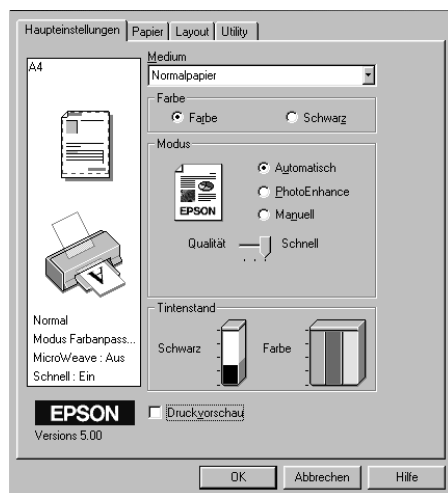 Haupteinstellungen Papier Layout Utility
A4
Medium
Normalpapier
Farbe
Farbe Schwarz
Modus
Automatisch
PhotoEnhance
Manuell
EPSON
Qualität Schnell
Tintenstand
Schwarz Farbe
Normal
Modus Farbanpass...
MicroWeave : Aus
Schnell : Ein
EPSON
Versions 5.00
Druckvorschau
OK Abbrechen Hilfe